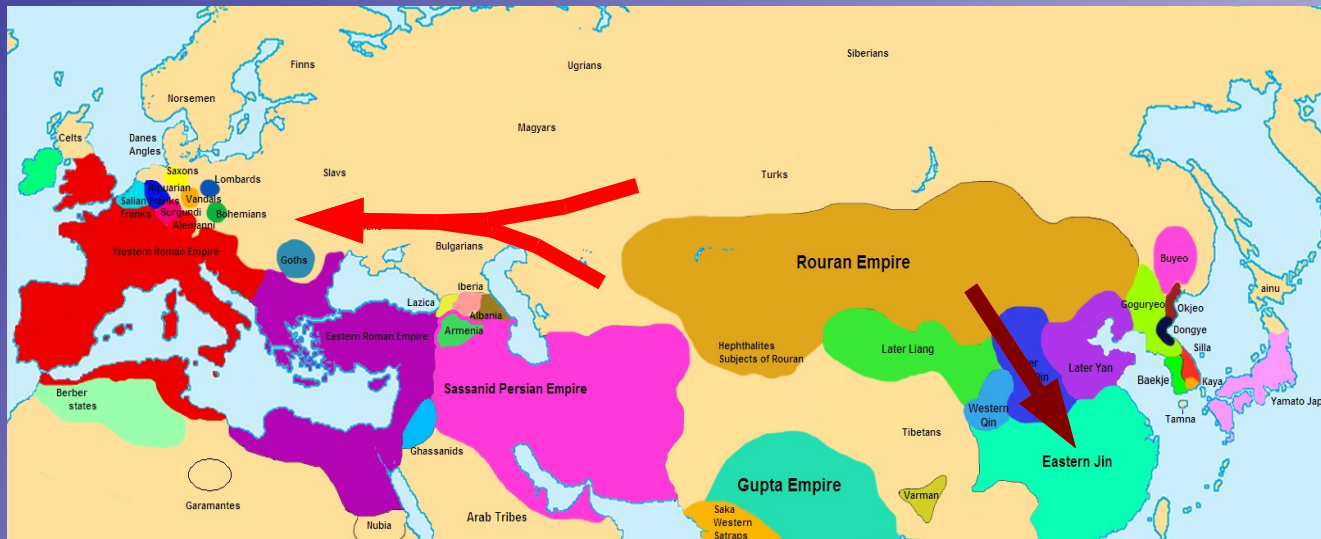 Siberians
Finns
Ugrians
Norsemen
Magyars
Celts
Danes
Angles
Slavs
Turks
Saxons
Lombards
Ripuarian
Vandals
Salian Franks
Franks
Burgundi
Bohemians
Alemanni
Western Roman Empire
Goths
Bulgarians
Rouran Empire
Buyeo
ainu
Iberia
Lazica
Albania
Goguryeo
Okjeo
Armenia
Eastern Roman Empire
Dongye
Hephthalites
Subjects of Rouran
Later Liang
Later Yan
Silla
Sassanid Persian Empire
Baekje
Kaya
Berber
states
Western
Qin
Yamato Jap
Tamna
Tibetans
Ghassanids
Eastern Jin
Gupta Empire
Varman
Garamantes
Arab Tribes
Nubia
Saka
Western
Satraps